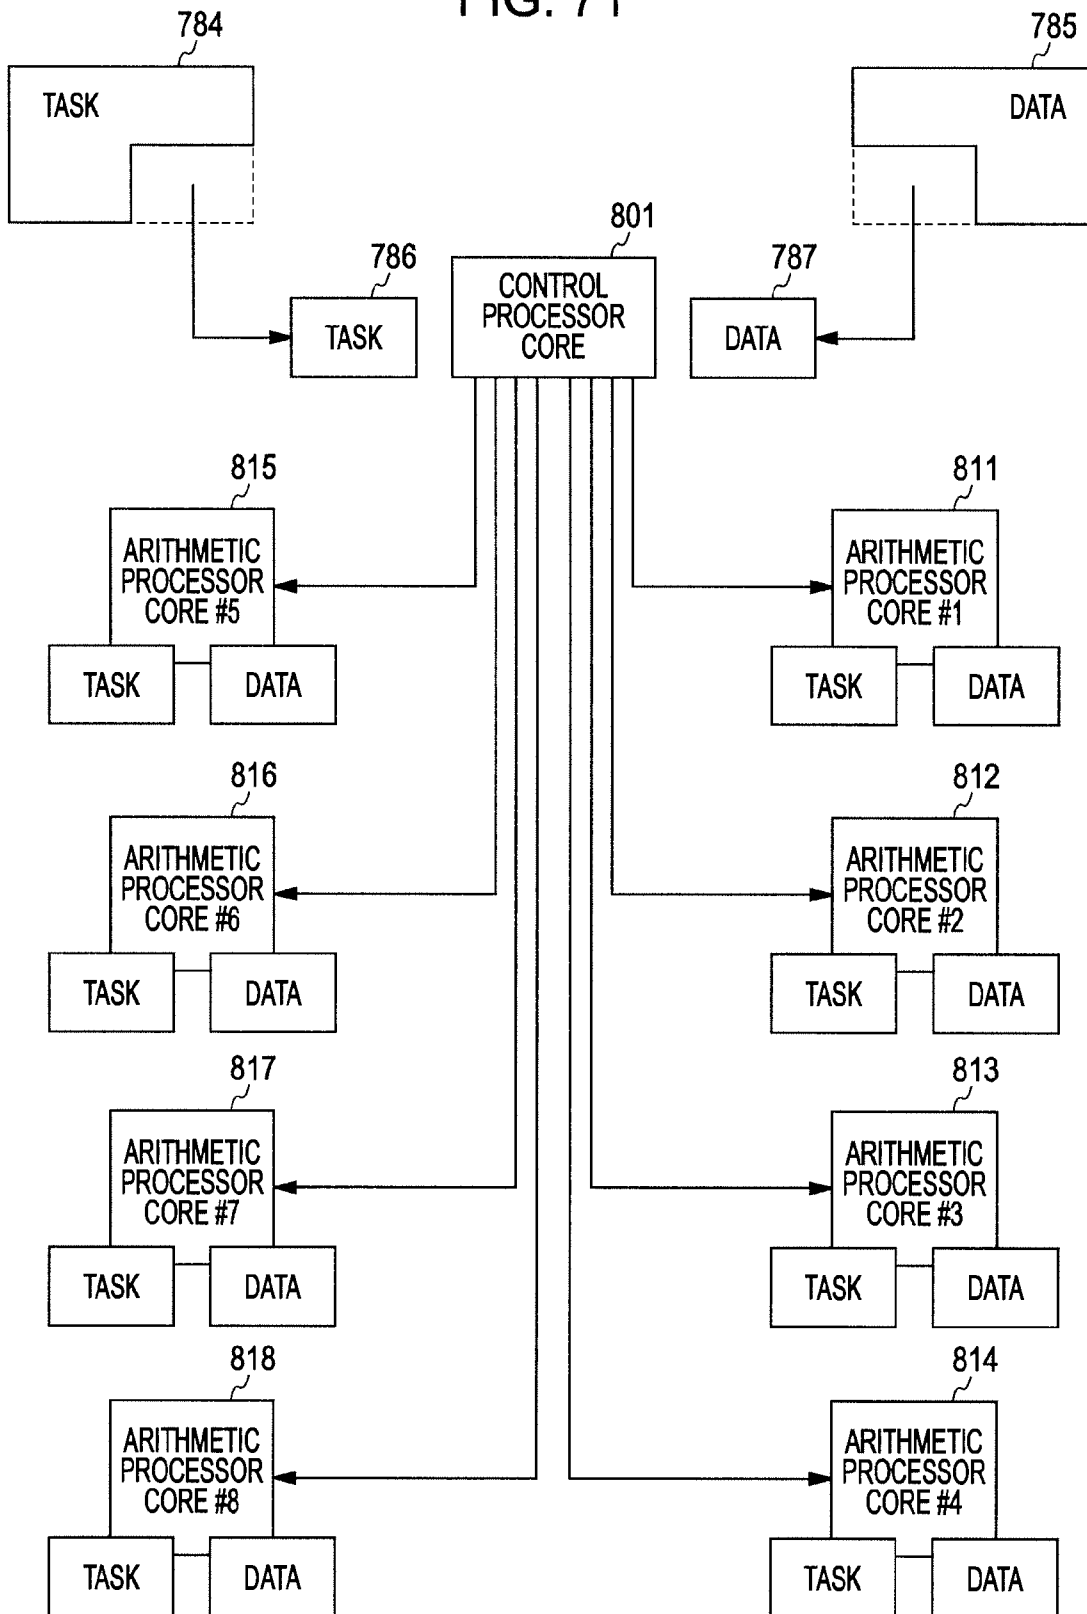 FIG. 71
784
785
TASK
DATA
801
786
787
CONTROL
PROCESSOR
CORE
TASK
DATA
815
811
ARITHMETIC
PROCESSOR
CORE #5
TASK
DATA
ARITHMETIC
PROCESSOR
CORE #1
TASK
DATA
816
812
ARITHMETIC
PROCESSOR
CORE #6
TASK
DATA
ARITHMETIC
PROCESSOR
CORE #2
TASK
DATA
817
813
ARITHMETIC
PROCESSOR
CORE #7
TASK
DATA
ARITHMETIC
PROCESSOR
CORE #3
TASK
DATA
818
814
ARITHMETIC
PROCESSOR
CORE #8
TASK
DATA
ARITHMETIC
PROCESSOR
CORE #4
TASK
DATA